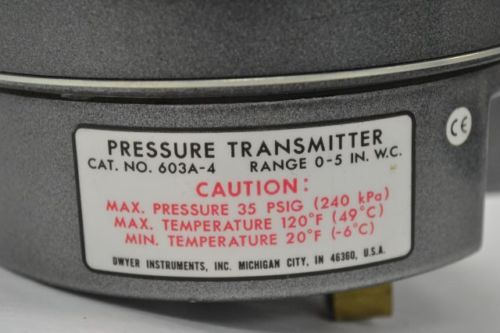 PRESSURE TRANSMITTER
CAT. NO. 603A-4 RANGE 0-5 IN. W.C.
CAUTION:
MAX. PRESSURE 35 PSIG (240 kPa)
MAX. TEMPERATURE 120°F (49°C)
MIN. TEMPERATURE 20°F (-6°C)
DWYER INSTRUMENTS, INC. MICHIGAN CITY, IN 46360, U.S.A.
CE